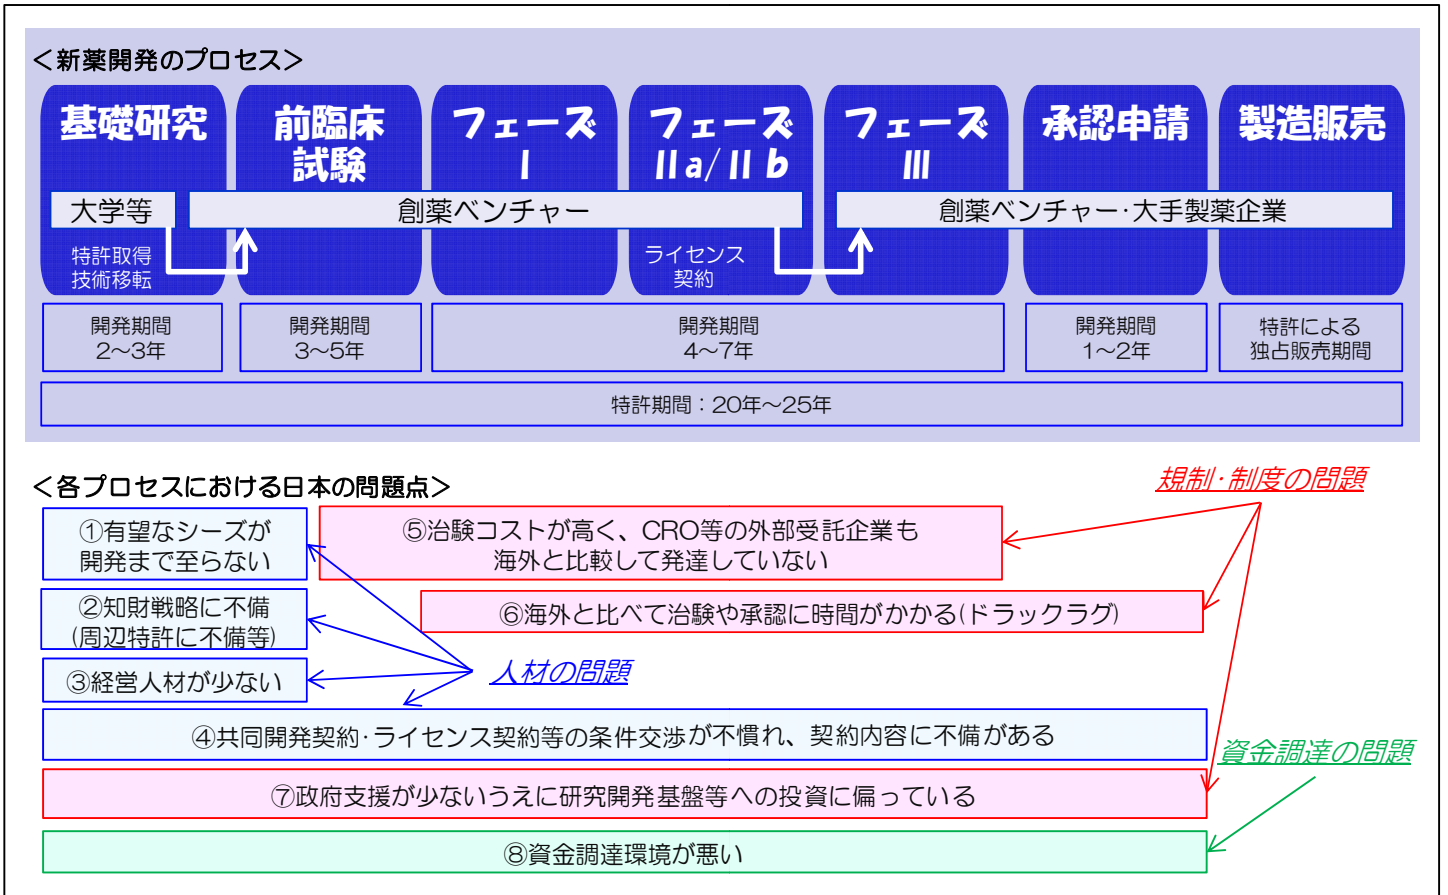 ＜新薬開発のプロセス＞
基礎研究
前臨床
試験
フェーズ
I
フェーズ
IIa/IIb
フェーズ
III
承認申請
製造販売
大学等
創薬ベンチャー
創薬ベンチャー・大手製薬企業
特許取得
技術移転
ライセンス
契約
開発期間
2～3年
開発期間
3～5年
開発期間
4～7年
開発期間
1～2年
特許による
独占販売期間
特許期間：20年～25年
＜各プロセスにおける日本の問題点＞
規制・制度の問題
①有望なシーズが
開発まで至らない
⑤治験コストが高く、CRO等の外部受託企業も
海外と比較して発達していない
②知財戦略に不備
(周辺特許に不備等)
⑥海外と比べて治験や承認に時間がかかる(ドラックラグ)
③経営人材が少ない
人材の問題
④共同開発契約・ライセンス契約等の条件交渉が不慣れ、契約内容に不備がある
資金調達の問題
⑦政府支援が少ないうえに研究開発基盤等への投資に偏っている
⑧資金調達環境が悪い